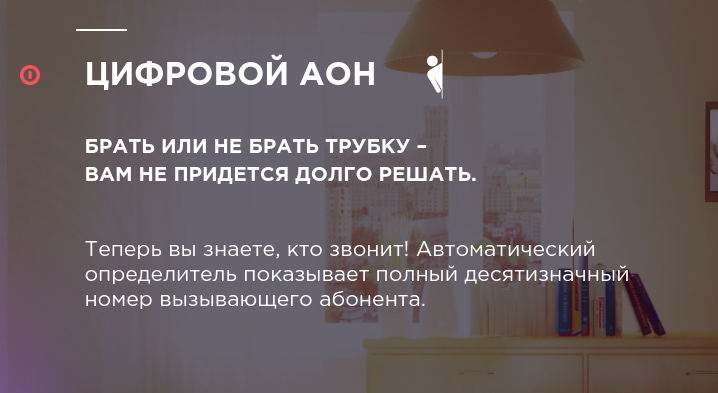 ЦИФРОВОЙ АОН
БРАТЬ ИЛИ НЕ БРАТЬ ТРУБКУ –
ВАМ НЕ ПРИДЕТСЯ ДОЛГО РЕШАТЬ.
Теперь вы знаете, кто звонит! Автоматический
определитель показывает полный десятизначный
номер вызывающего абонента.